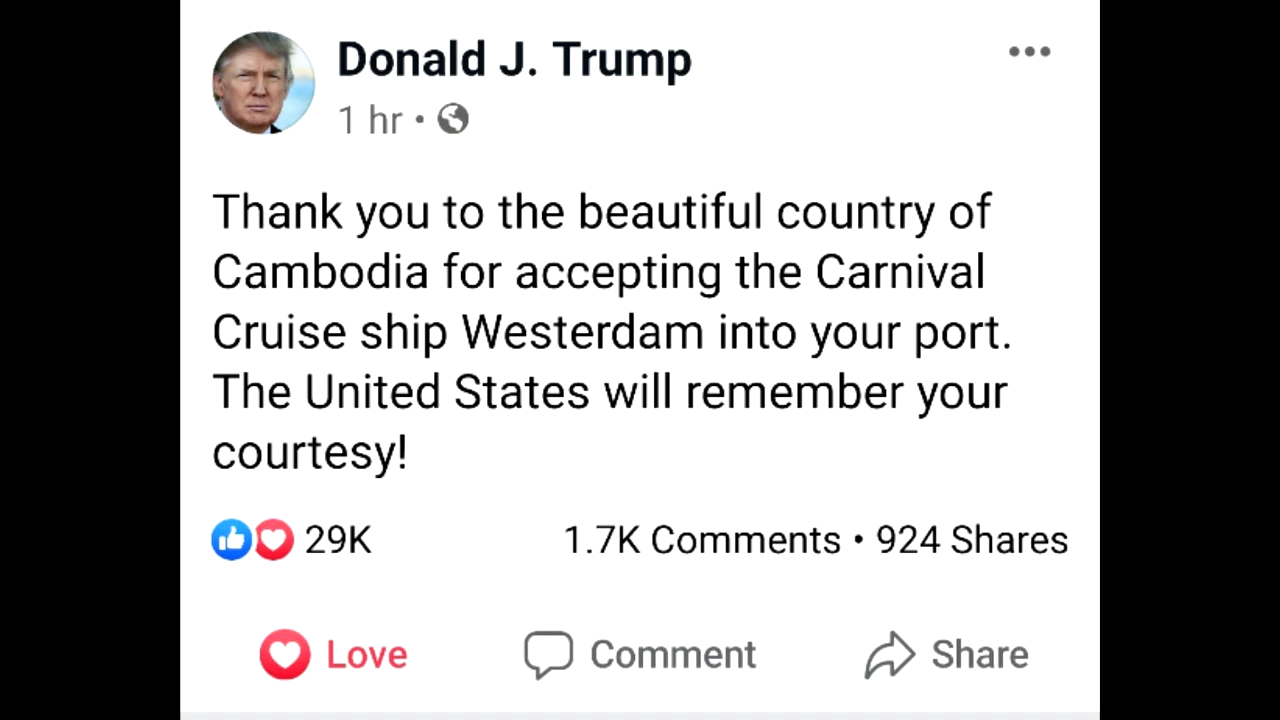 Donald J. Trump
1 hr •
Thank you to the beautiful country of
Cambodia for accepting the Carnival
Cruise ship Westerdam into your port.
The United States will remember your
courtesy!
29K 1.7K Comments • 924 Shares
Love Comment Share